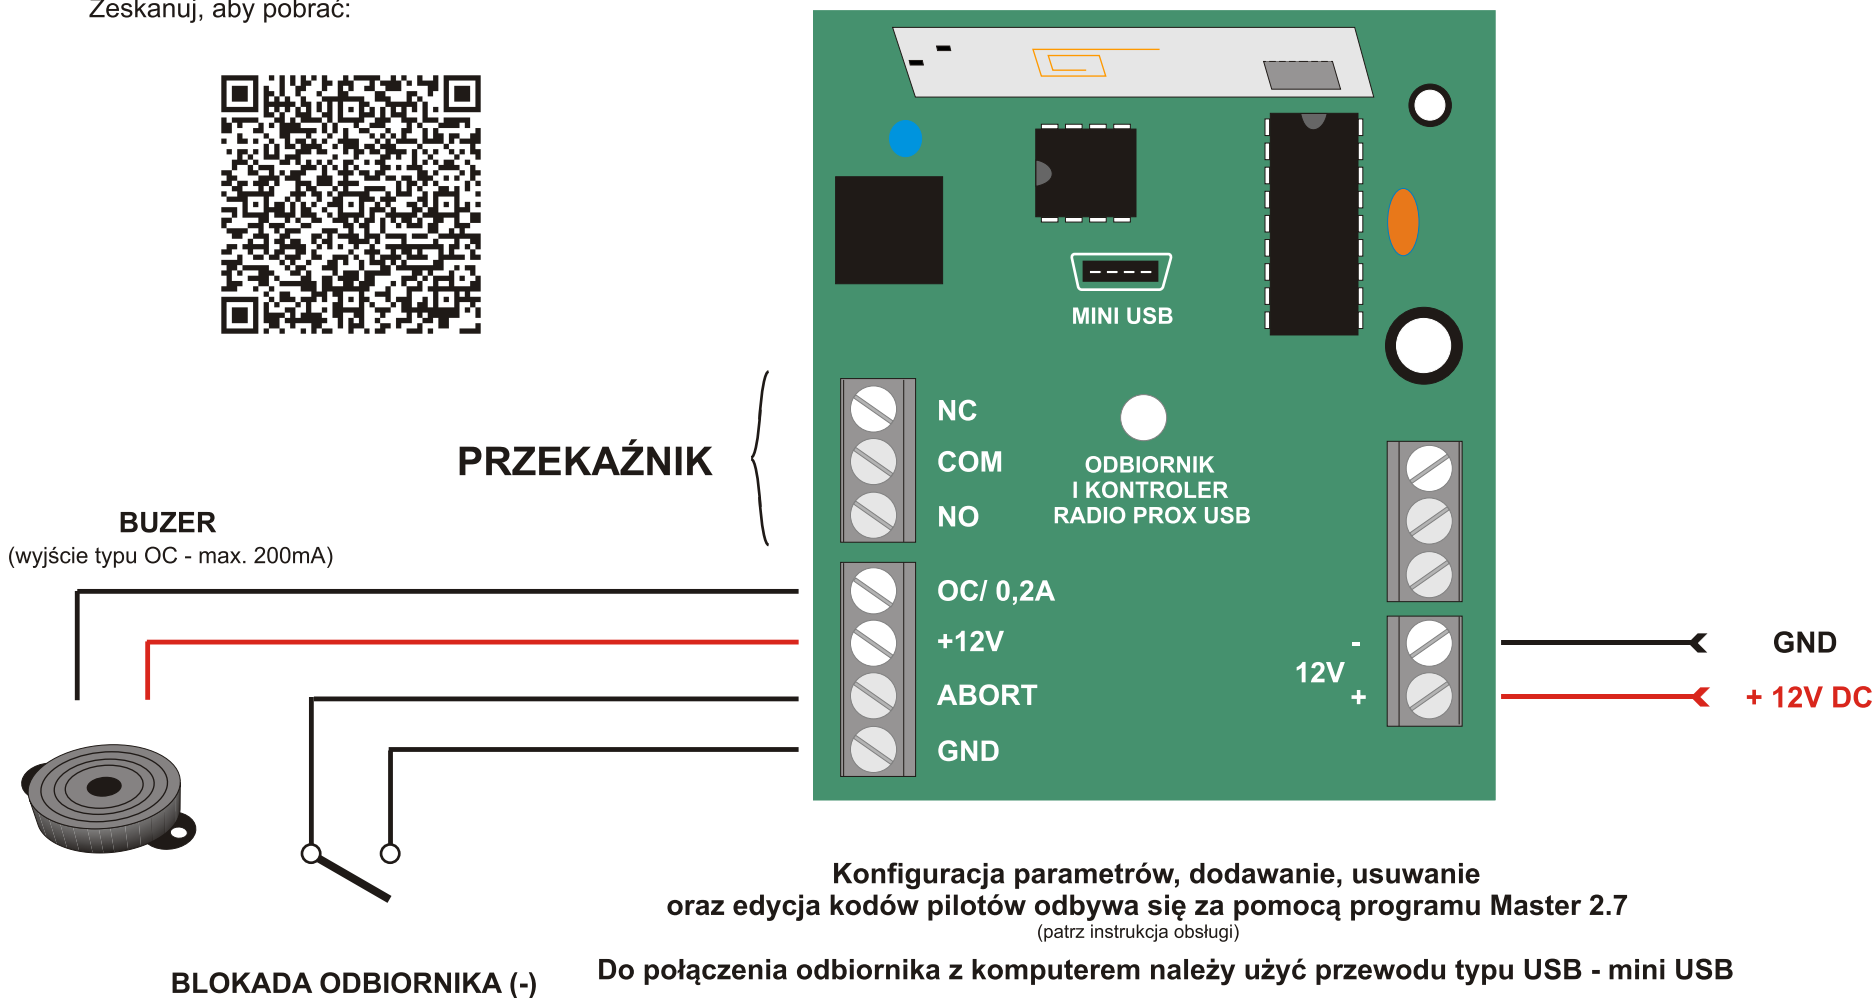 Zeskanuj, aby pobrać:
MINI USB
PRZEKAŹNIK
NC
COM
NO
ODBIORNIK
I KONTROLER
RADIO PROX USB
BUZER
(wyjście typu OC - max. 200mA)
OC/ 0,2A
+12V
ABORT
GND
-
12V
+
GND
+ 12V DC
Konfiguracja parametrów, dodawanie, usuwanie
oraz edycja kodów pilotów odbywa się za pomocą programu Master 2.7
(patrz instrukcja obsługi)
BLOKADA ODBIORNIKA (-)
Do połączenia odbiornika z komputerem należy użyć przewodu typu USB - mini USB